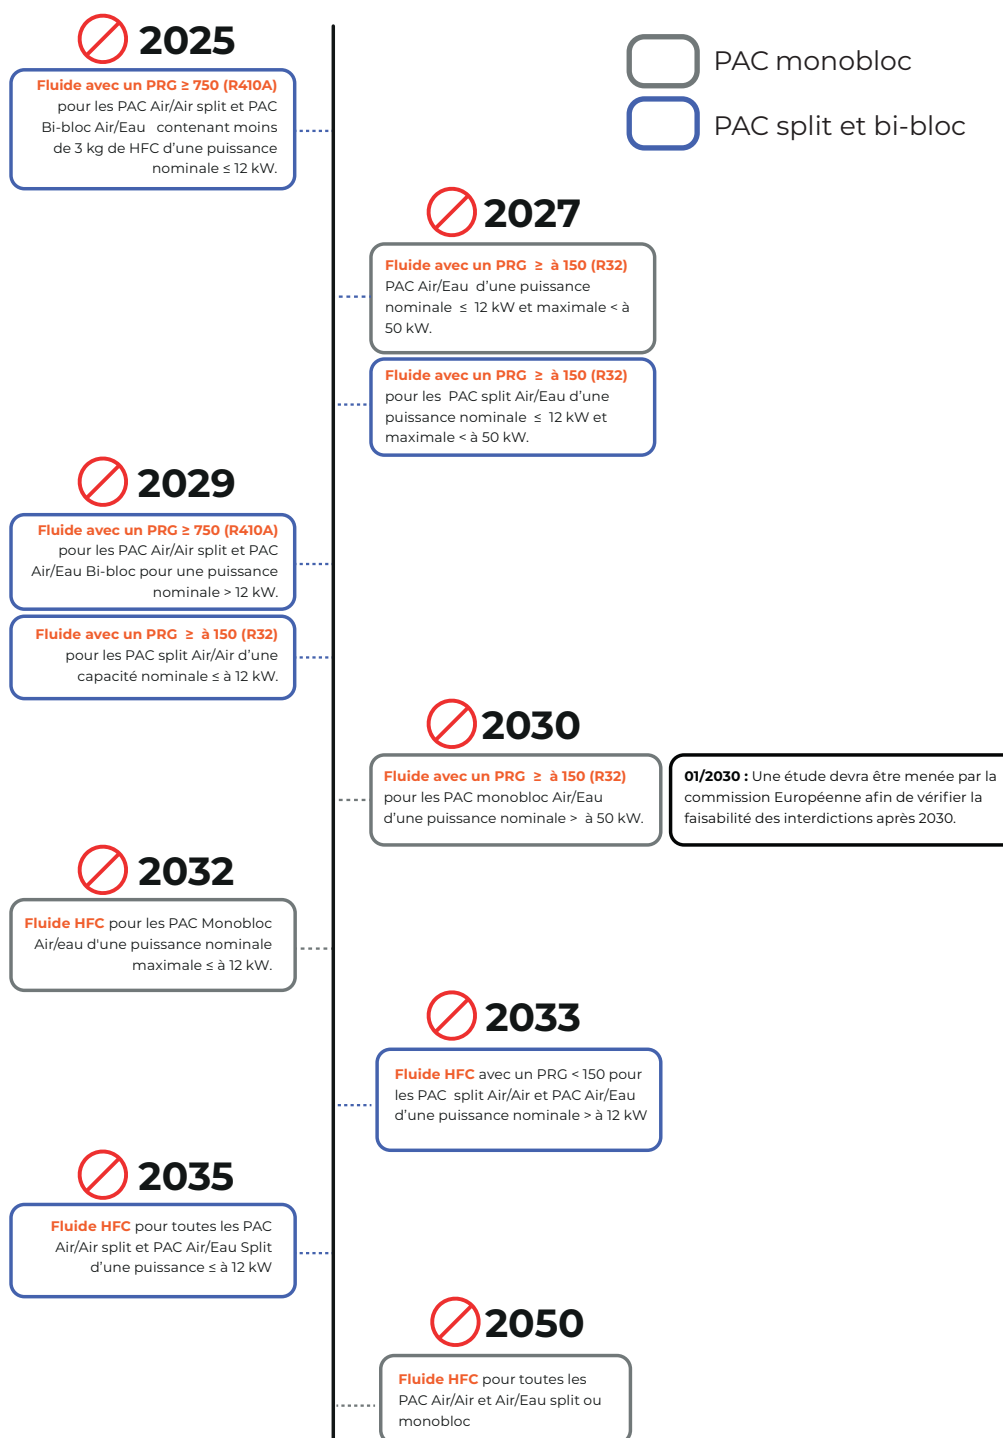 2025
Fluide avec un PRG ≥ 750 (R410A)
pour les PAC Air/Air split et PAC
Bi-bloc Air/Eau contenant moins
de 3 kg de HFC d’une puissance
nominale ≤ 12 kW.
PAC monobloc
PAC split et bi-bloc
2027
Fluide avec un PRG ≥ à 150 (R32)
PAC Air/Eau d’une puissance
nominale ≤ 12 kW et maximale < à
50 kW.
Fluide avec un PRG ≥ à 150 (R32)
pour les PAC split Air/Eau d’une
puissance nominale ≤ 12 kW et
maximale < à 50 kW.
2029
Fluide avec un PRG ≥ 750 (R410A)
pour les PAC Air/Air split et PAC
Air/Eau Bi-bloc pour une puissance
nominale > 12 kW.
Fluide avec un PRG ≥ à 150 (R32)
pour les PAC split Air/Air d’une
capacité nominale ≤ à 12 kW.
2030
Fluide avec un PRG ≥ à 150 (R32)
pour les PAC monobloc Air/Eau
d’une puissance nominale > à 50 kW.
01/2030 : Une étude devra être menée par la
commission Européenne afin de vérifier la
faisabilité des interdictions après 2030.
2032
Fluide HFC pour les PAC Monobloc
Air/eau d'une puissance nominale
maximale ≤ à 12 kW.
2033
Fluide HFC avec un PRG < 150 pour
les PAC split Air/Air et PAC Air/Eau
d’une puissance nominale > à 12 kW
2035
Fluide HFC pour toutes les PAC
Air/Air split et PAC Air/Eau Split
d’une puissance ≤ à 12 kW
2050
Fluide HFC pour toutes les
PAC Air/Air et Air/Eau split ou
monobloc